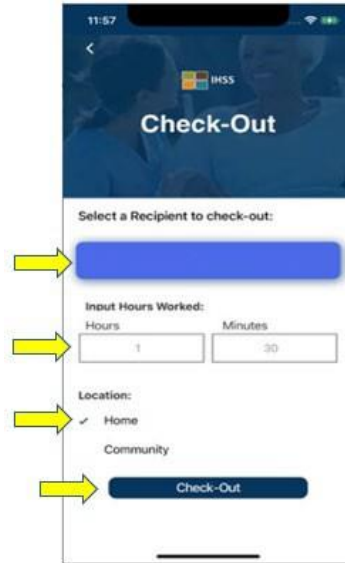 11:57
IHSS
Check-Out
Select a Recipient to check-out:
Input Hours Worked:
Hours Minutes
1 30
Location:
Home
Community
Check-Out